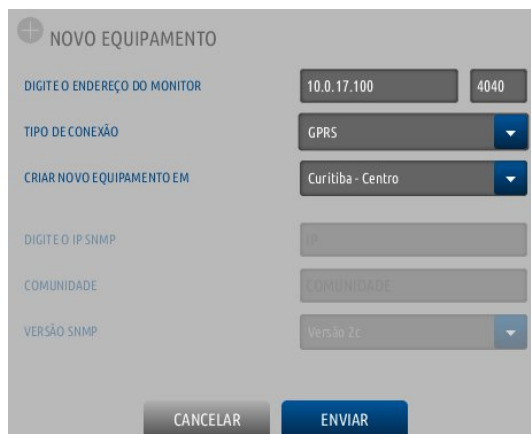 NOVO EQUIPAMENTO
DIGITE O ENDEREÇO DO MONITOR 10.0.17.100 4040
TIPO DE CONEXÃO GPRS
CRIAR NOVO EQUIPAMENTO EM Curitiba - Centro
DIGITE O IP SNMP IP
COMUNIDADE COMUNIDADE
VERSÃO SNMP Versão 2c
CANCELAR ENVIAR